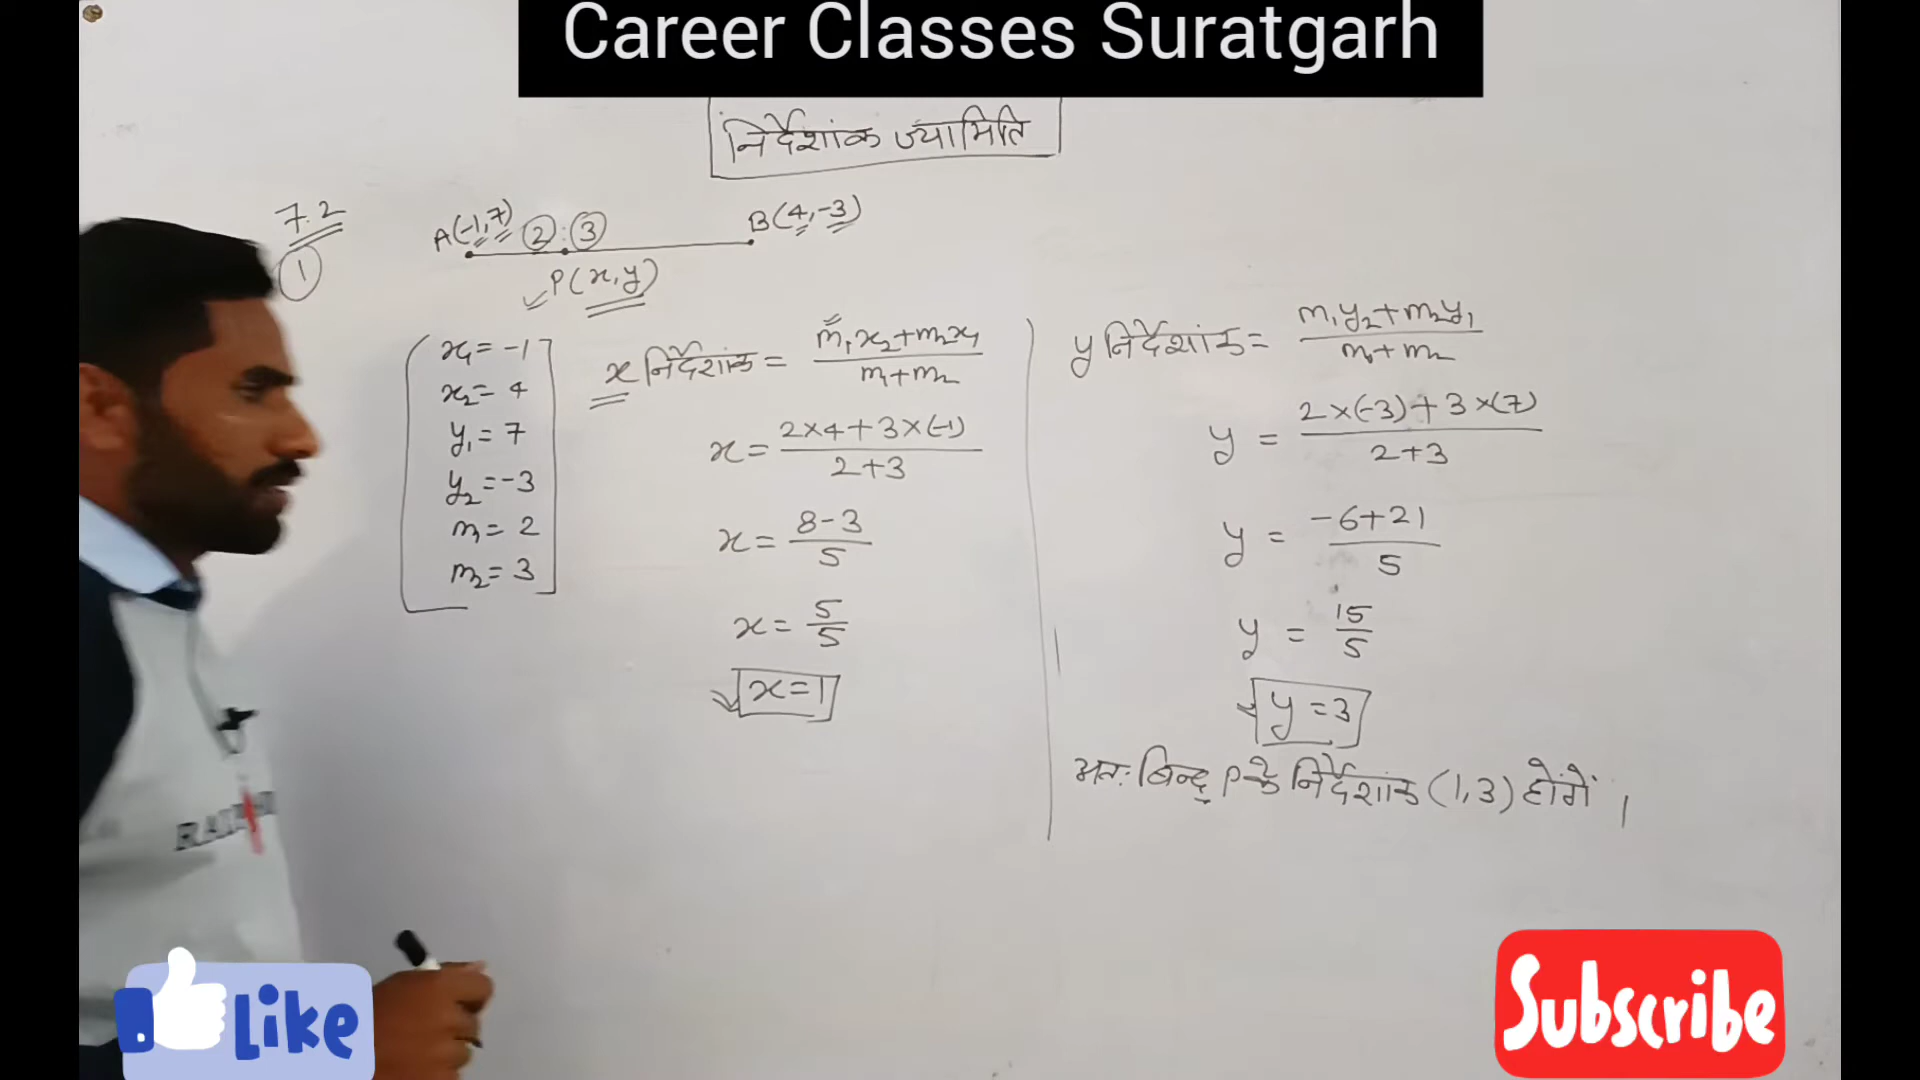 Career Classes Suratgarh
निर्देशांक ज्यामिति
7.2
1
A(-1,7) 2 : 3 B(4,-3)
P(x,y)
x₁ = -1
x₂ = 4
y₁ = 7
y₂ = -3
m₁ = 2
m₂ = 3
x निर्देशांक = m₁x₂+m₂x₁ / m₁+m₂
x = 2×4+3×(-1) / 2+3
x = 8-3 / 5
x = 5/5
x=1
y निर्देशांक = m₁y₂+m₂y₁ / m₁+m₂
y = 2×(-3)+3×(7) / 2+3
y = -6+21 / 5
y = 15/5
y=3
अतः बिन्दु P के निर्देशांक (1,3) होंगें ।
Like
Subscribe